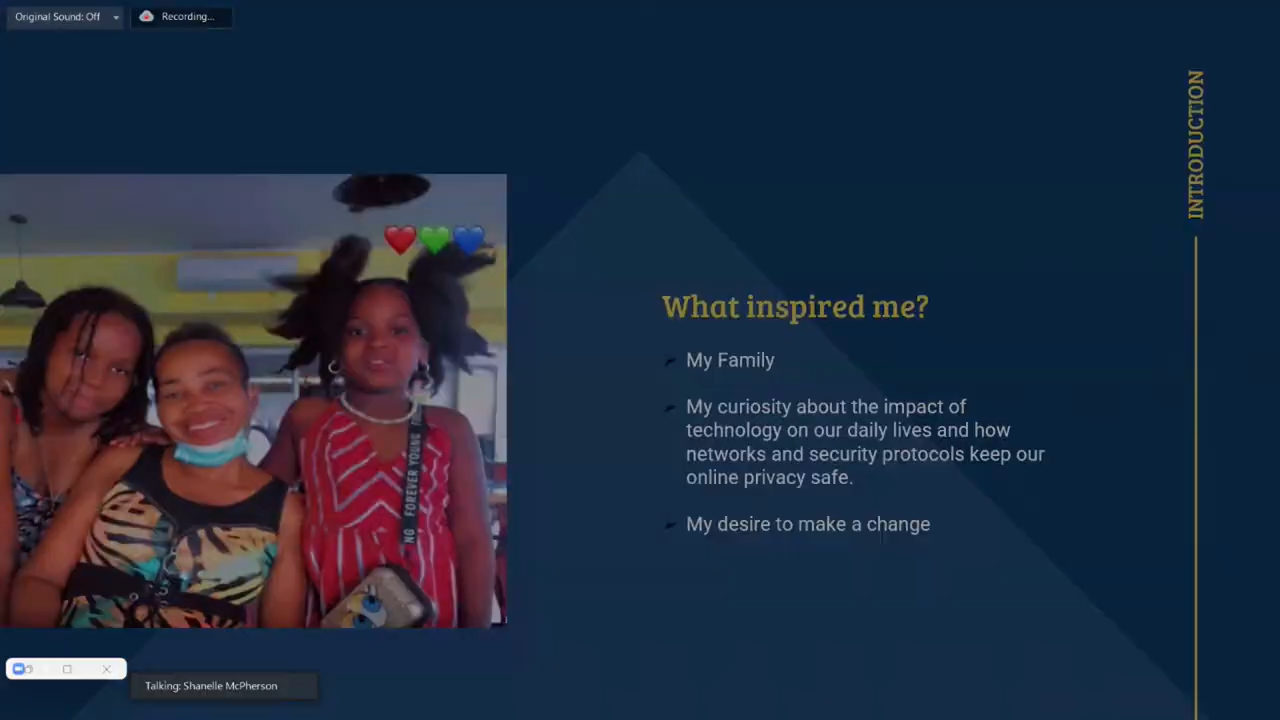 Original Sound: Off
Recording...
INTRODUCTION
What inspired me?
My Family
My curiosity about the impact of
technology on our daily lives and how
networks and security protocols keep our
online privacy safe.
My desire to make a change
NG FOREVER YOUNG
Talking: Shanelle McPherson